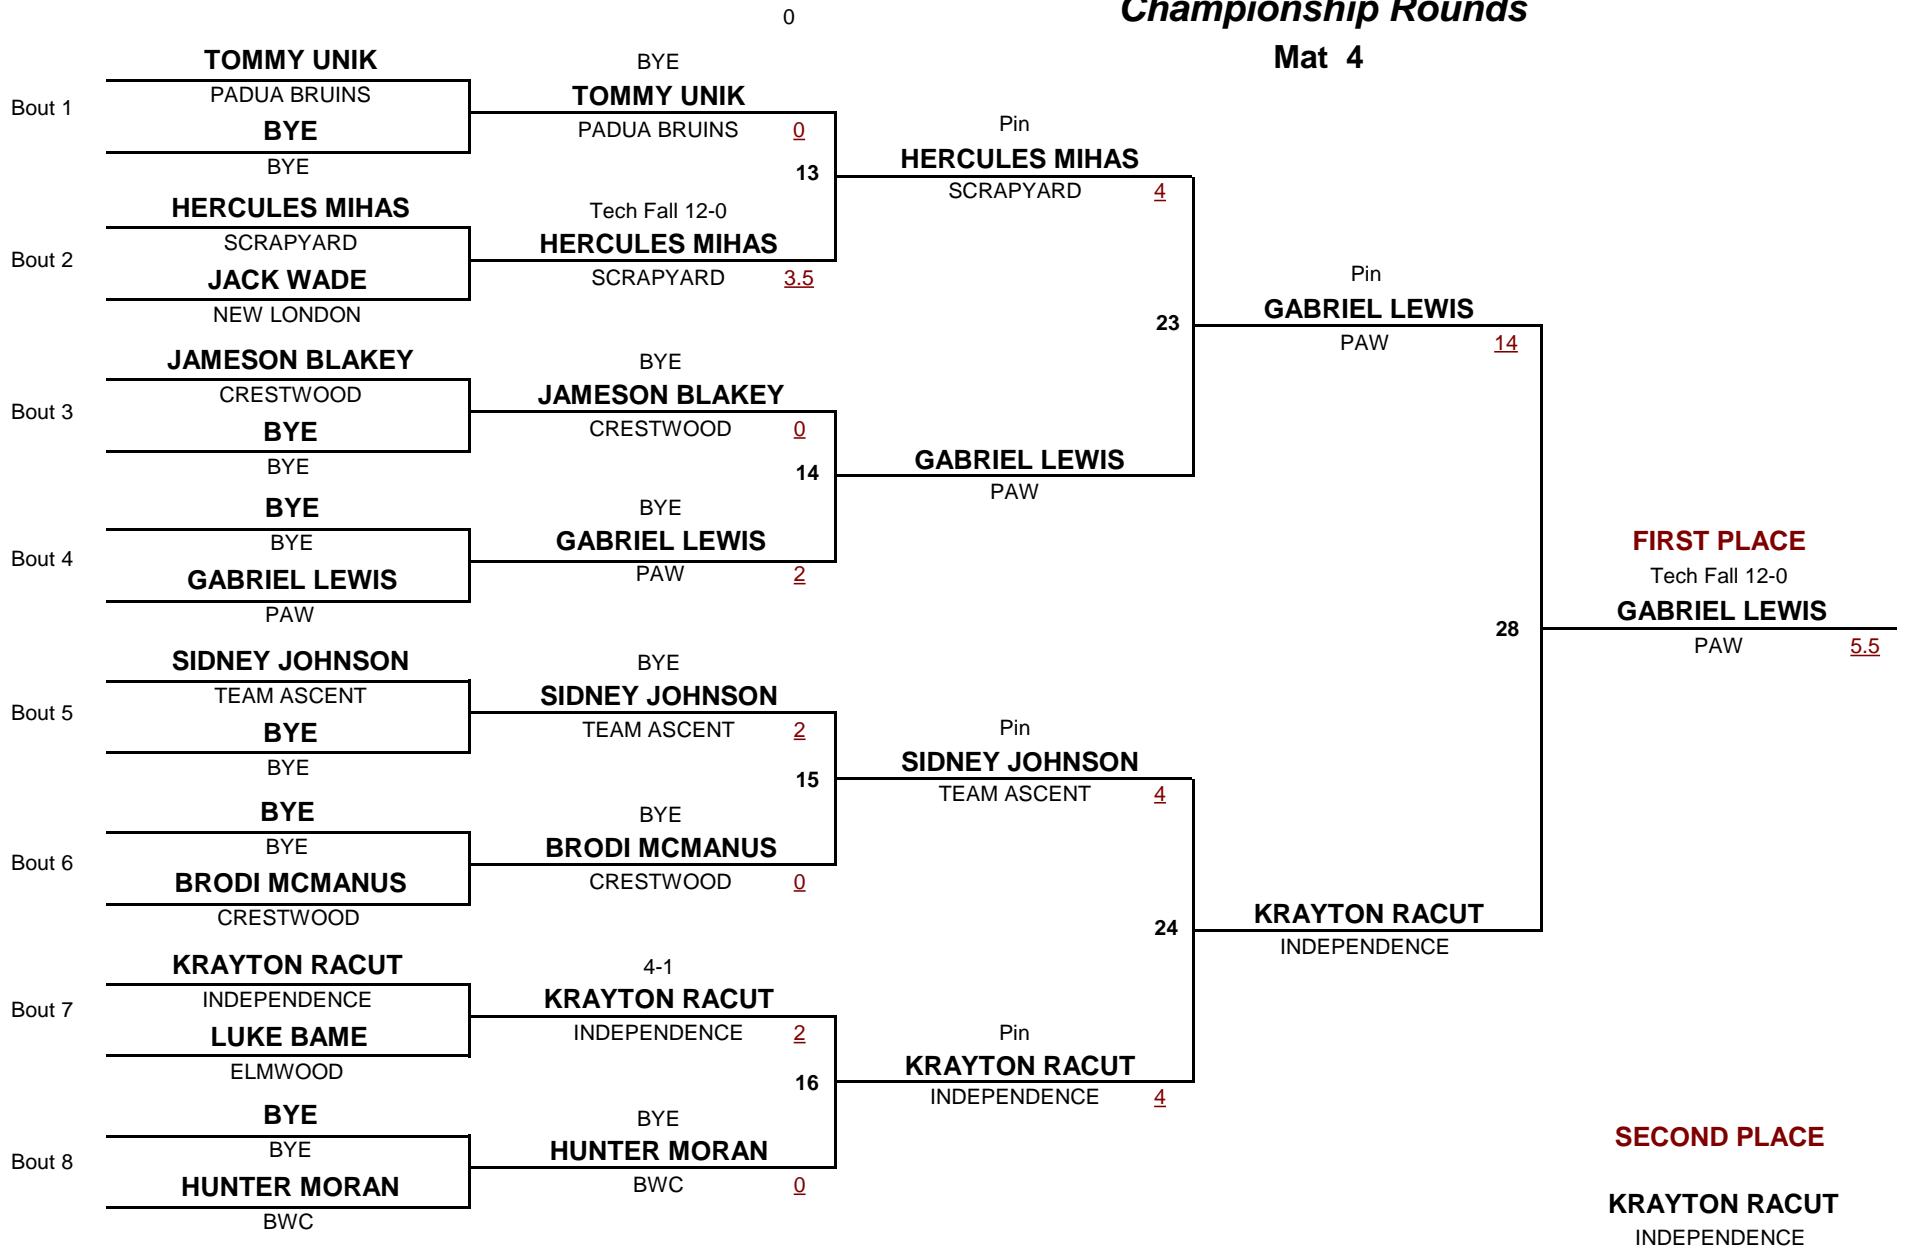 0
Championship Rounds
Mat 4
Bout 1
TOMMY UNIK
PADUA BRUINS
BYE
BYE
Bout 2
HERCULES MIHAS
SCRAPYARD
JACK WADE
NEW LONDON
Bout 3
JAMESON BLAKEY
CRESTWOOD
BYE
BYE
Bout 4
BYE
BYE
GABRIEL LEWIS
PAW
Bout 5
SIDNEY JOHNSON
TEAM ASCENT
BYE
BYE
Bout 6
BYE
BYE
BRODI MCMANUS
CRESTWOOD
Bout 7
KRAYTON RACUT
INDEPENDENCE
LUKE BAME
ELMWOOD
Bout 8
BYE
BYE
HUNTER MORAN
BWC
BYE
TOMMY UNIK
PADUA BRUINS 0
13
Tech Fall 12-0
HERCULES MIHAS
SCRAPYARD 3.5
BYE
JAMESON BLAKEY
CRESTWOOD 0
14
BYE
GABRIEL LEWIS
PAW 2
BYE
SIDNEY JOHNSON
TEAM ASCENT 2
15
BYE
BRODI MCMANUS
CRESTWOOD 0
4-1
KRAYTON RACUT
INDEPENDENCE 2
16
BYE
HUNTER MORAN
BWC 0
Pin
HERCULES MIHAS
SCRAPYARD 4
23
GABRIEL LEWIS
PAW
Pin
SIDNEY JOHNSON
TEAM ASCENT 4
24
Pin
KRAYTON RACUT
INDEPENDENCE 4
Pin
GABRIEL LEWIS
PAW 14
28
KRAYTON RACUT
INDEPENDENCE
FIRST PLACE
Tech Fall 12-0
GABRIEL LEWIS
PAW 5.5
SECOND PLACE
KRAYTON RACUT
INDEPENDENCE